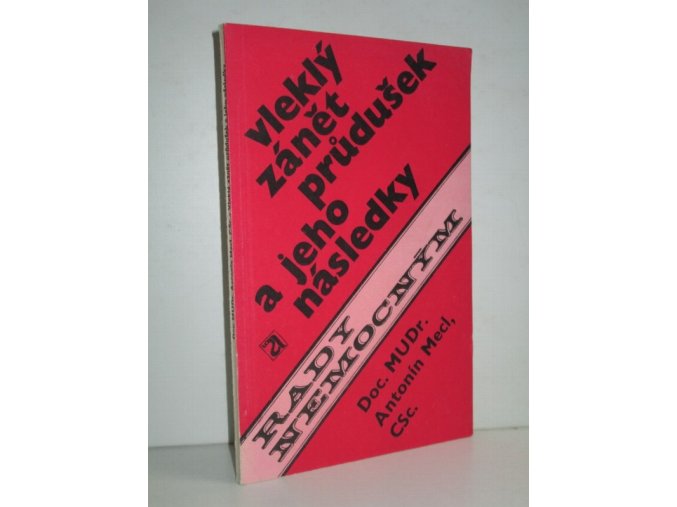 vleklý
zánět
průdušek
a jeho
následky
RADY
NEMOCNÝM
Doc. MUDr.
Antonín Mecl,
CSc.